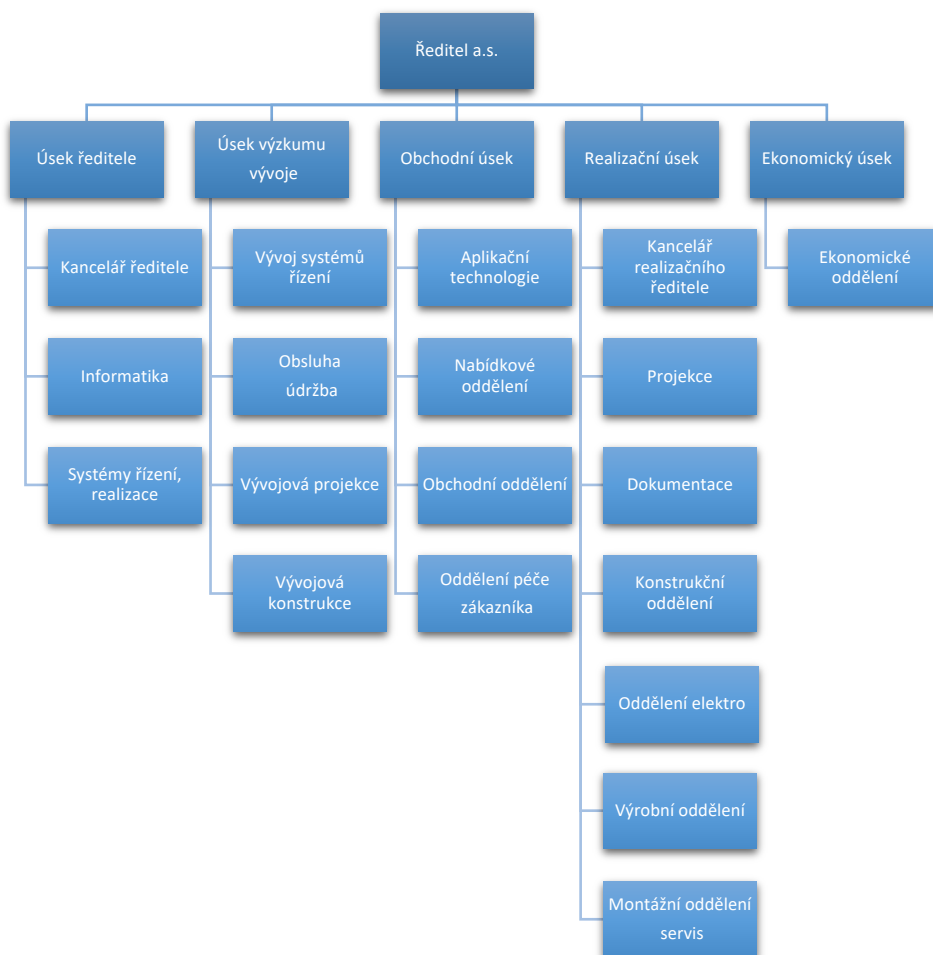 Ředitel a.s.
Úsek ředitele
Úsek výzkumu
vývoje
Obchodní úsek
Realizační úsek
Ekonomický úsek
Kancelář ředitele
Informatika
Systémy řízení,
realizace
Vývoj systémů
řízení
Obsluha
údržba
Vývojová projekce
Vývojová
konstrukce
Aplikační
technologie
Nabídkové
oddělení
Obchodní oddělení
Oddělení péče
zákazníka
Kancelář
realizačního
ředitele
Projekce
Dokumentace
Konstrukční
oddělení
Oddělení elektro
Výrobní oddělení
Montážní oddělení
servis
Ekonomické
oddělení